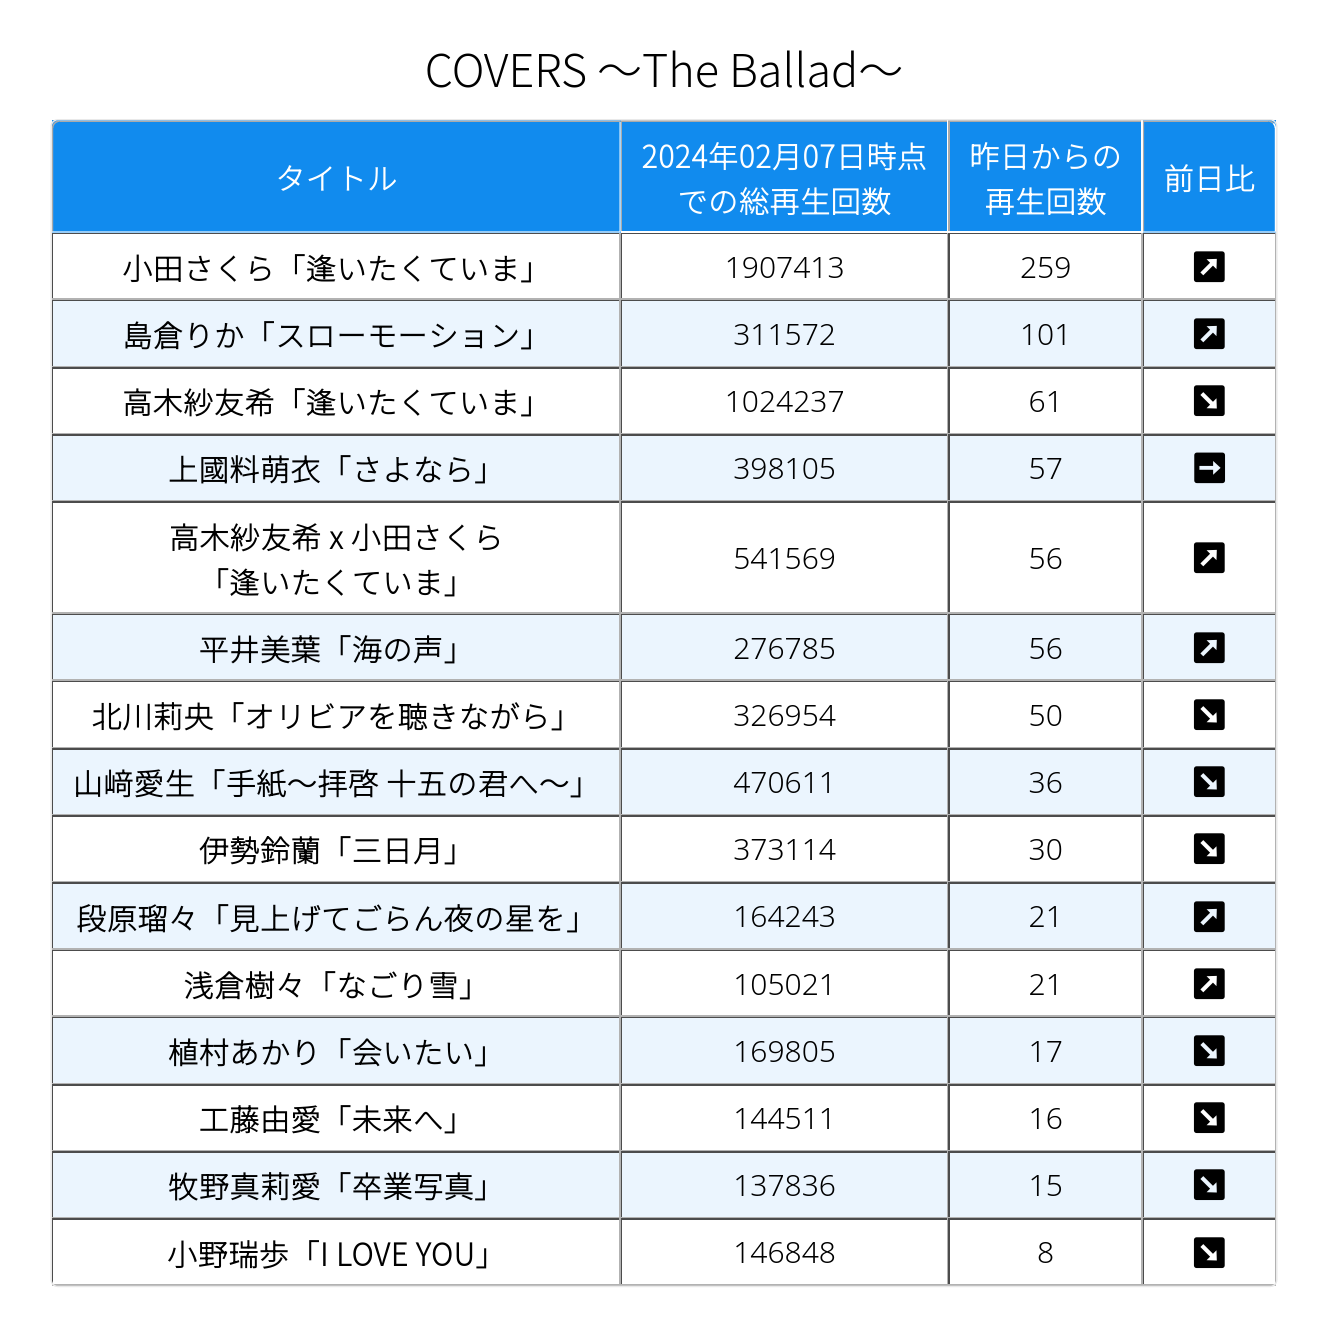 COVERS ～The Ballad～
タイトル
2024年02月07日時点
での総再生回数
昨日からの
再生回数
前日比
小田さくら「逢いたくていま」 1907413 259 ↗
島倉りか「スローモーション」 311572 101 ↗
高木紗友希「逢いたくていま」 1024237 61 ↘
上國料萌衣「さよなら」 398105 57 →
高木紗友希 x 小田さくら
「逢いたくていま」 541569 56 ↗
平井美葉「海の声」 276785 56 ↗
北川莉央「オリビアを聴きながら」 326954 50 ↘
山﨑愛生「手紙～拝啓 十五の君へ～」 470611 36 ↘
伊勢鈴蘭「三日月」 373114 30 ↘
段原瑠々「見上げてごらん夜の星を」 164243 21 ↗
浅倉樹々「なごり雪」 105021 21 ↗
植村あかり「会いたい」 169805 17 ↘
工藤由愛「未来へ」 144511 16 ↘
牧野真莉愛「卒業写真」 137836 15 ↘
小野瑞歩「I LOVE YOU」 146848 8 ↘